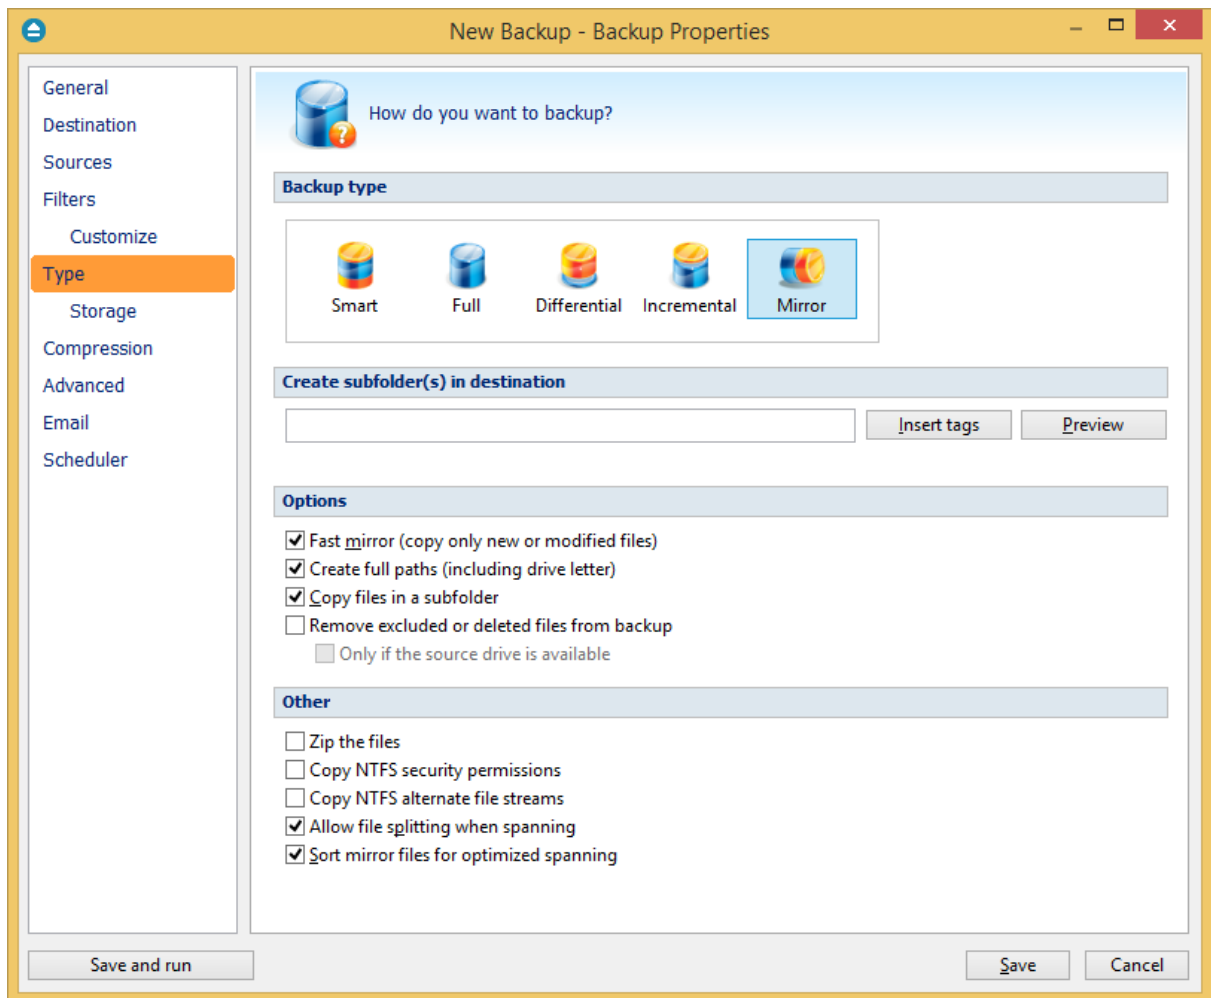 New Backup - Backup Properties
General
Destination
Sources
Filters
Customize
Type
Storage
Compression
Advanced
Email
Scheduler
How do you want to backup?
Backup type
Smart Full Differential Incremental Mirror
Create subfolder(s) in destination
Insert tags Preview
Options
Fast mirror (copy only new or modified files)
Create full paths (including drive letter)
Copy files in a subfolder
Remove excluded or deleted files from backup
Only if the source drive is available
Other
Zip the files
Copy NTFS security permissions
Copy NTFS alternate file streams
Allow file splitting when spanning
Sort mirror files for optimized spanning
Save and run Save Cancel